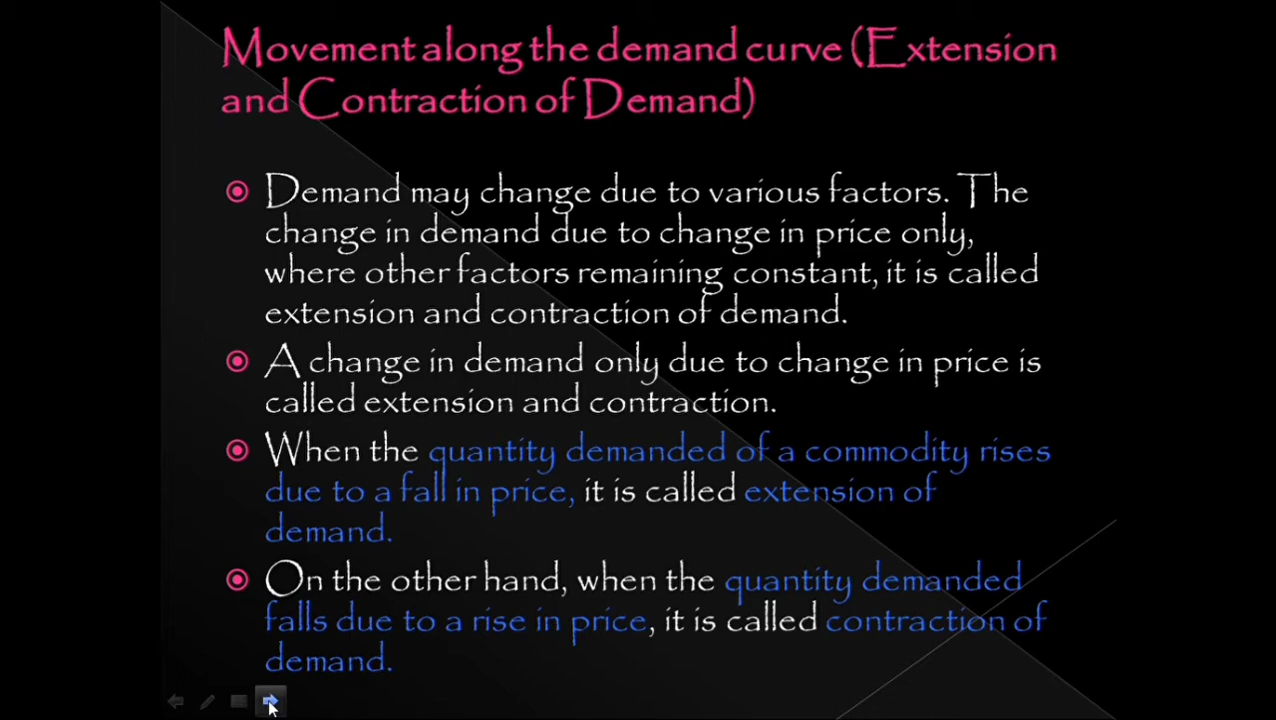 Movement along the demand curve (Extension
and Contraction of Demand)
Demand may change due to various factors. The
change in demand due to change in price only,
where other factors remaining constant, it is called
extension and contraction of demand.
A change in demand only due to change in price is
called extension and contraction.
When the quantity demanded of a commodity rises
due to a fall in price, it is called extension of
demand.
On the other hand, when the quantity demanded
falls due to a rise in price, it is called contraction of
demand.